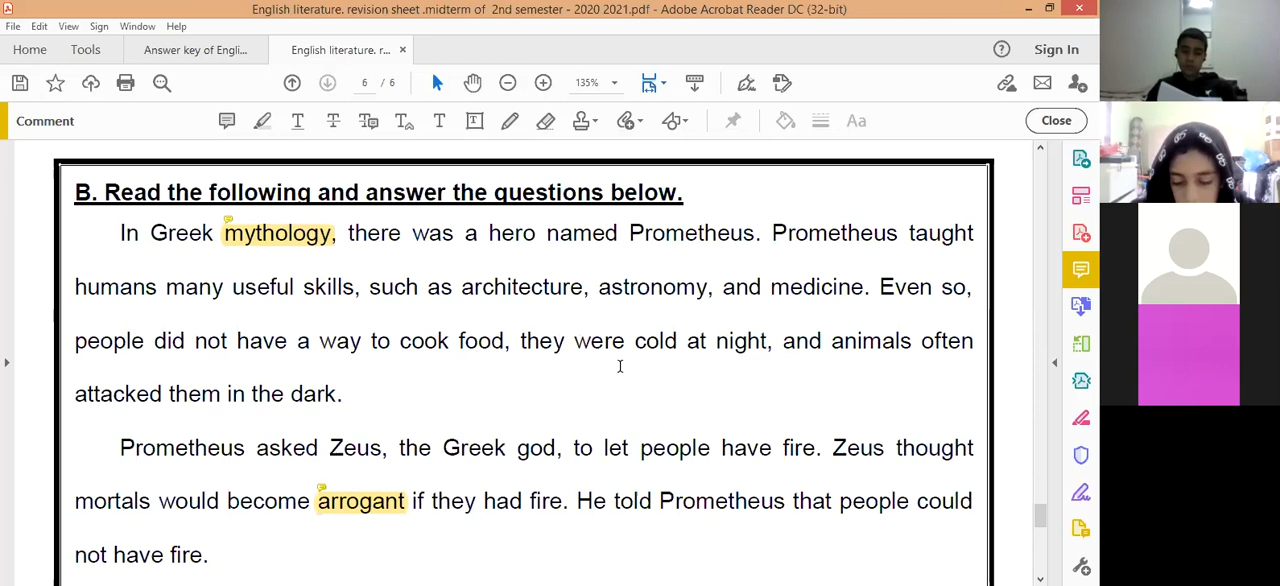 English literature. revision sheet .midterm of 2nd semester - 2020 2021.pdf - Adobe Acrobat Reader DC (32-bit)
File Edit View Sign Window Help
Home Tools Answer key of Engli... English literature. r... × Sign In
6 / 6 135%
Comment Aa Close
B. Read the following and answer the questions below.
In Greek mythology, there was a hero named Prometheus. Prometheus taught
humans many useful skills, such as architecture, astronomy, and medicine. Even so,
people did not have a way to cook food, they were cold at night, and animals often
attacked them in the dark.
Prometheus asked Zeus, the Greek god, to let people have fire. Zeus thought
mortals would become arrogant if they had fire. He told Prometheus that people could
not have fire.